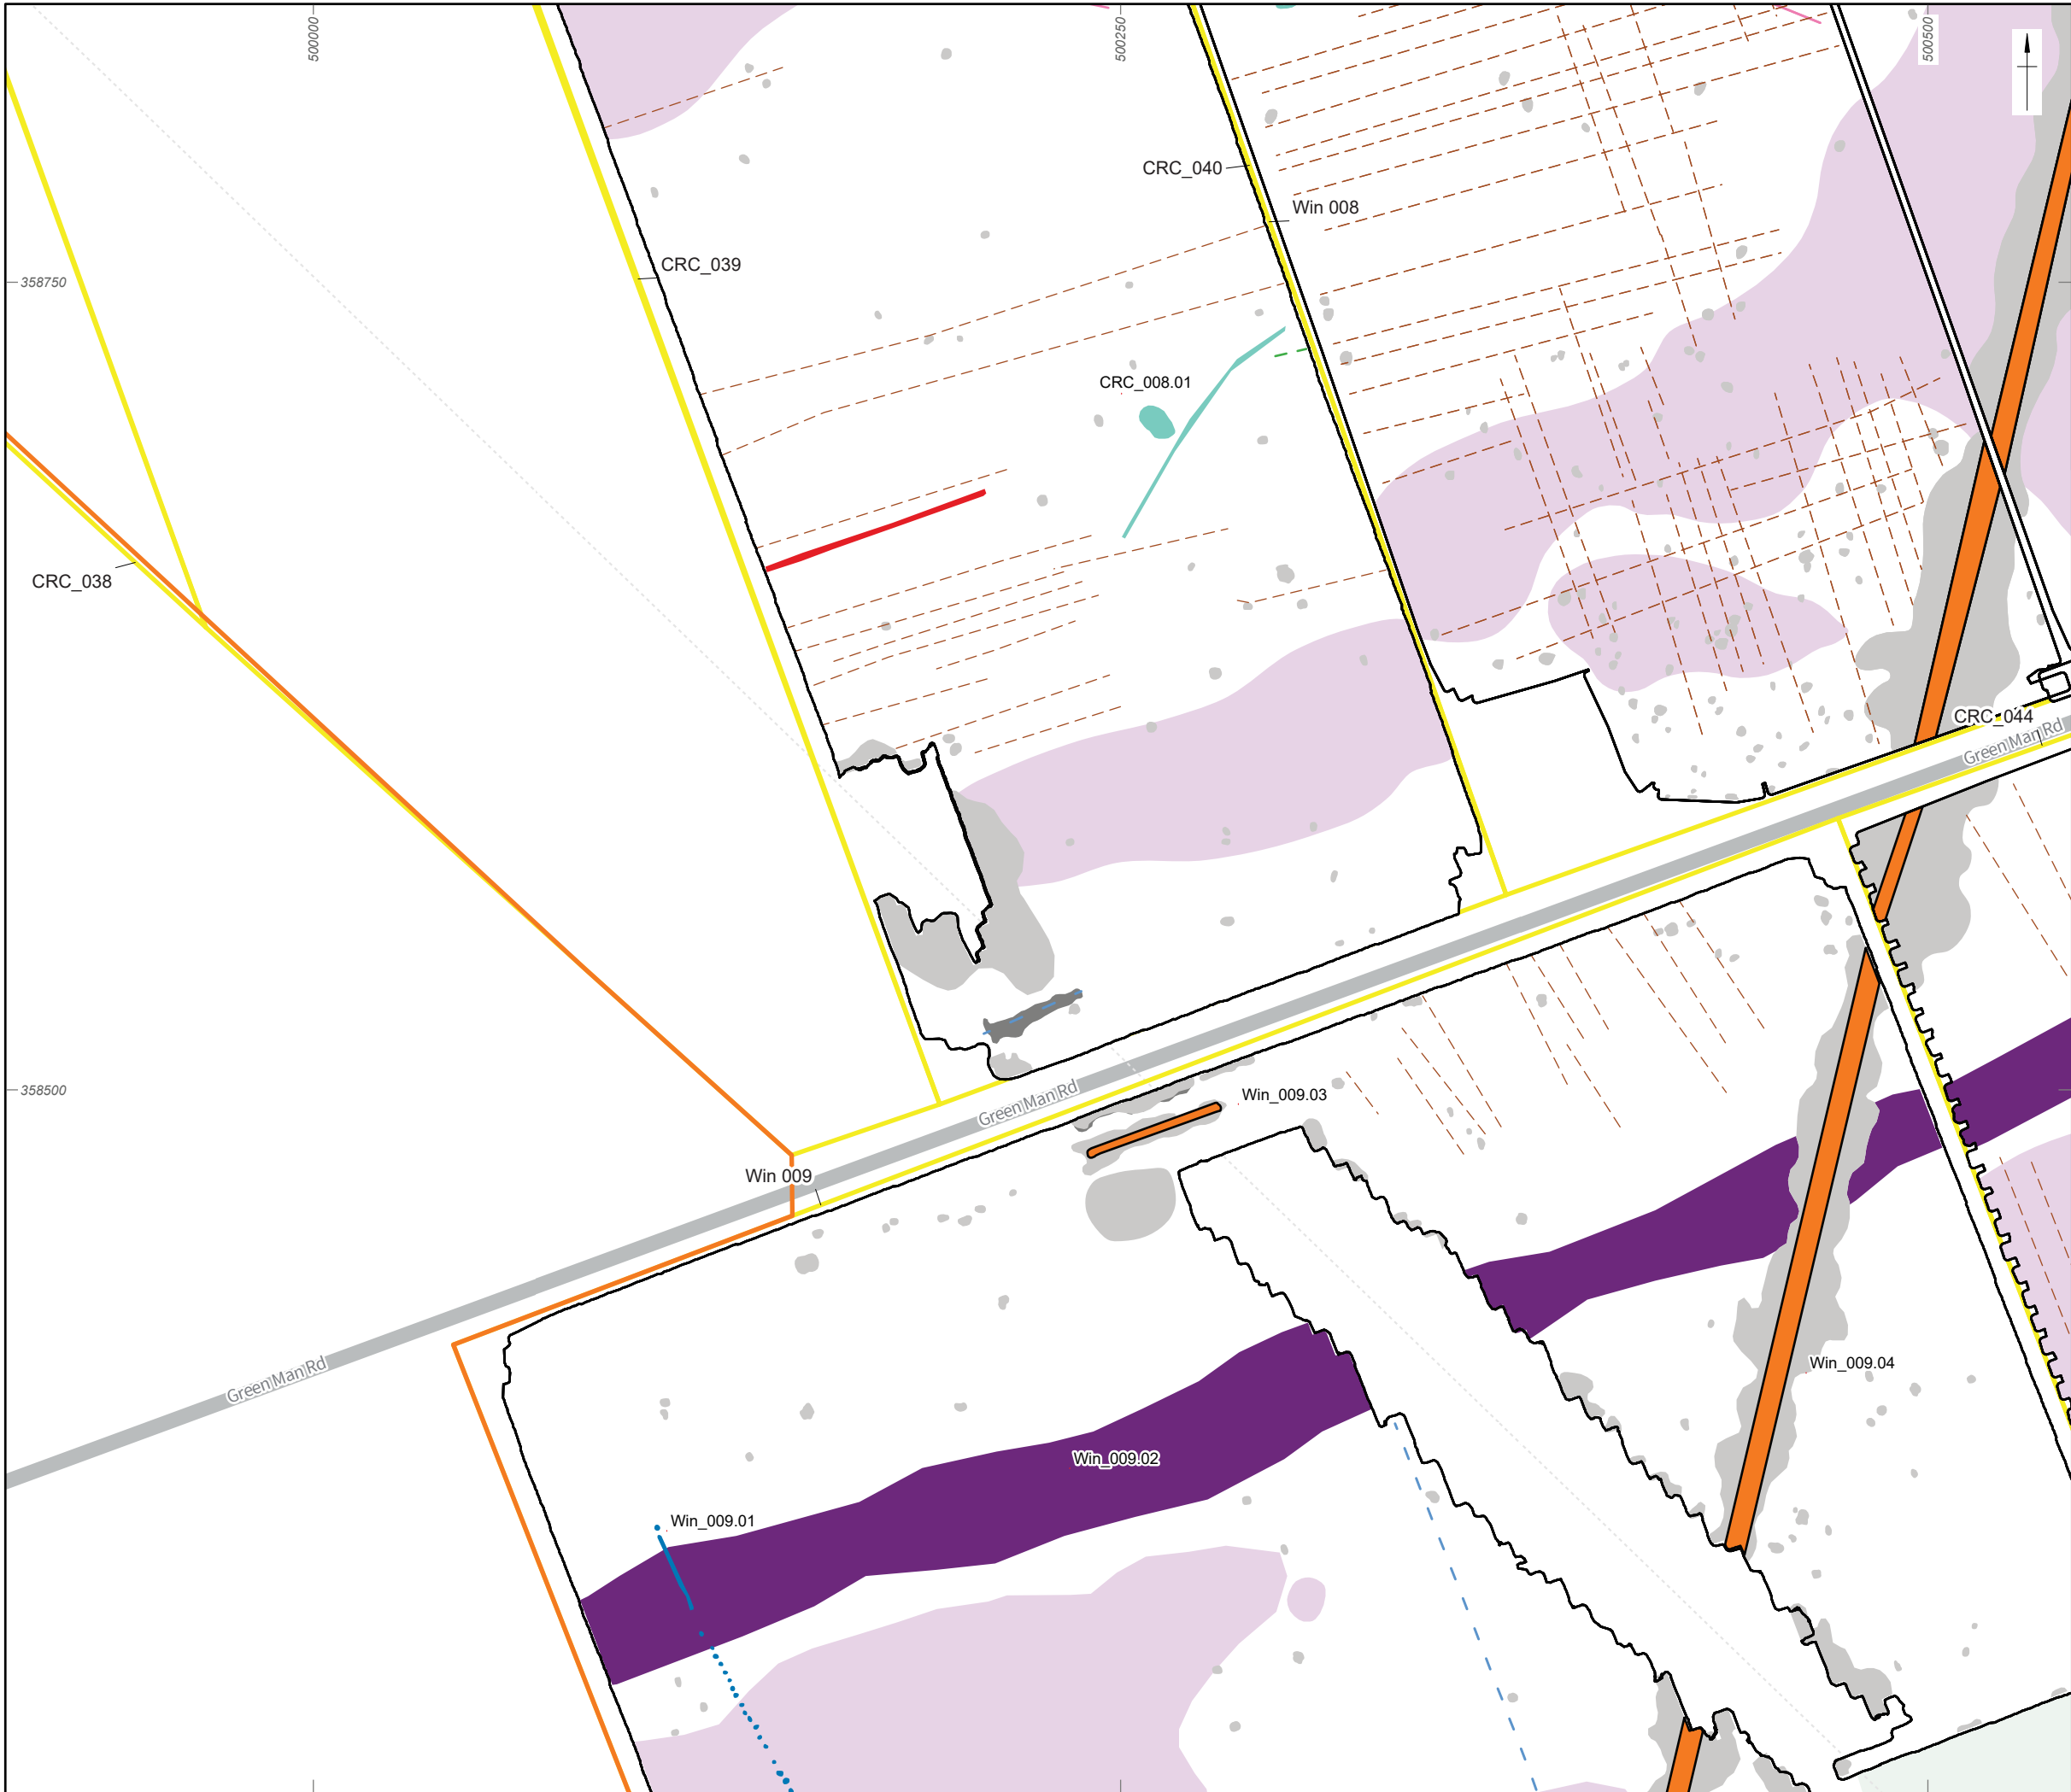 500000
500250
500500
CRC_040
Win 008
CRC_039
358750
CRC_008.01
CRC_038
CRC_044
Green Man Rd
358500
Win_009.03
Green Man Rd
Win 009
Win_009.04
Green Man Rd
Win_009.02
Win_009.01